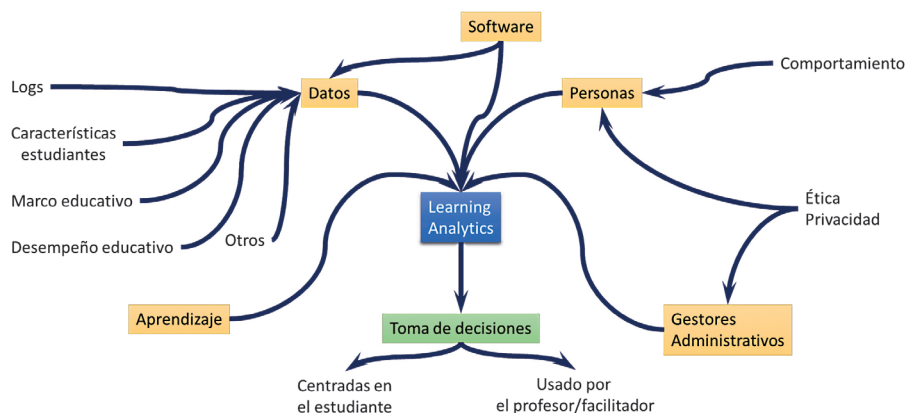 Software
Logs
Datos
Personas
Comportamiento
Características
estudiantes
Marco educativo
Desempeño educativo
Otros
Learning
Analytics
Ética
Privacidad
Aprendizaje
Toma de decisiones
Gestores
Administrativos
Centradas en
el estudiante
Usado por
el profesor/facilitador